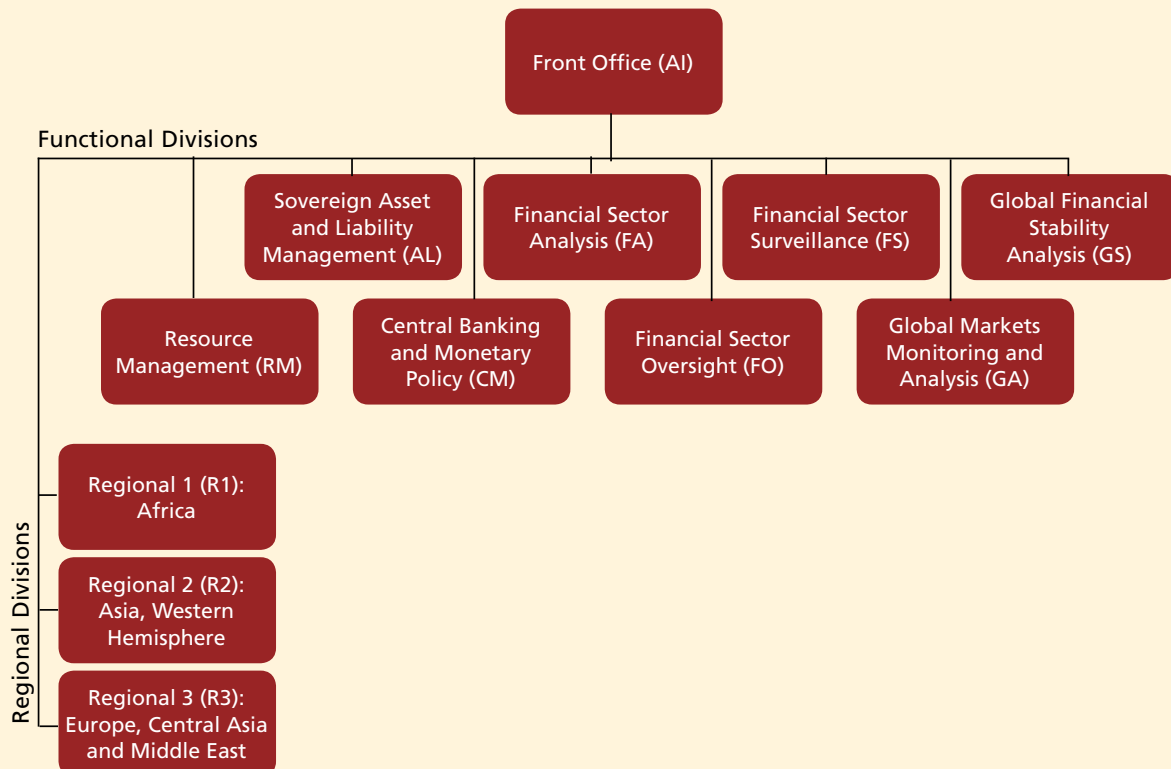 Front Office (AI)
Functional Divisions
Sovereign Asset
and Liability
Management (AL)
Financial Sector
Analysis (FA)
Financial Sector
Surveillance (FS)
Global Financial
Stability
Analysis (GS)
Resource
Management (RM)
Central Banking
and Monetary
Policy (CM)
Financial Sector
Oversight (FO)
Global Markets
Monitoring and
Analysis (GA)
Regional Divisions
Regional 1 (R1):
Africa
Regional 2 (R2):
Asia, Western
Hemisphere
Regional 3 (R3):
Europe, Central Asia
and Middle East